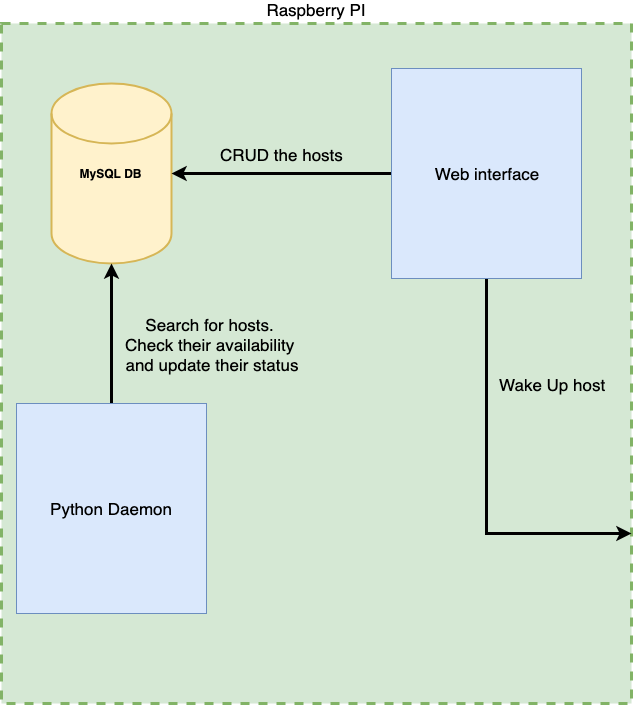 Raspberry PI
MySQL DB
CRUD the hosts
Web interface
Search for hosts.
Check their availability
and update their status
Wake Up host
Python Daemon